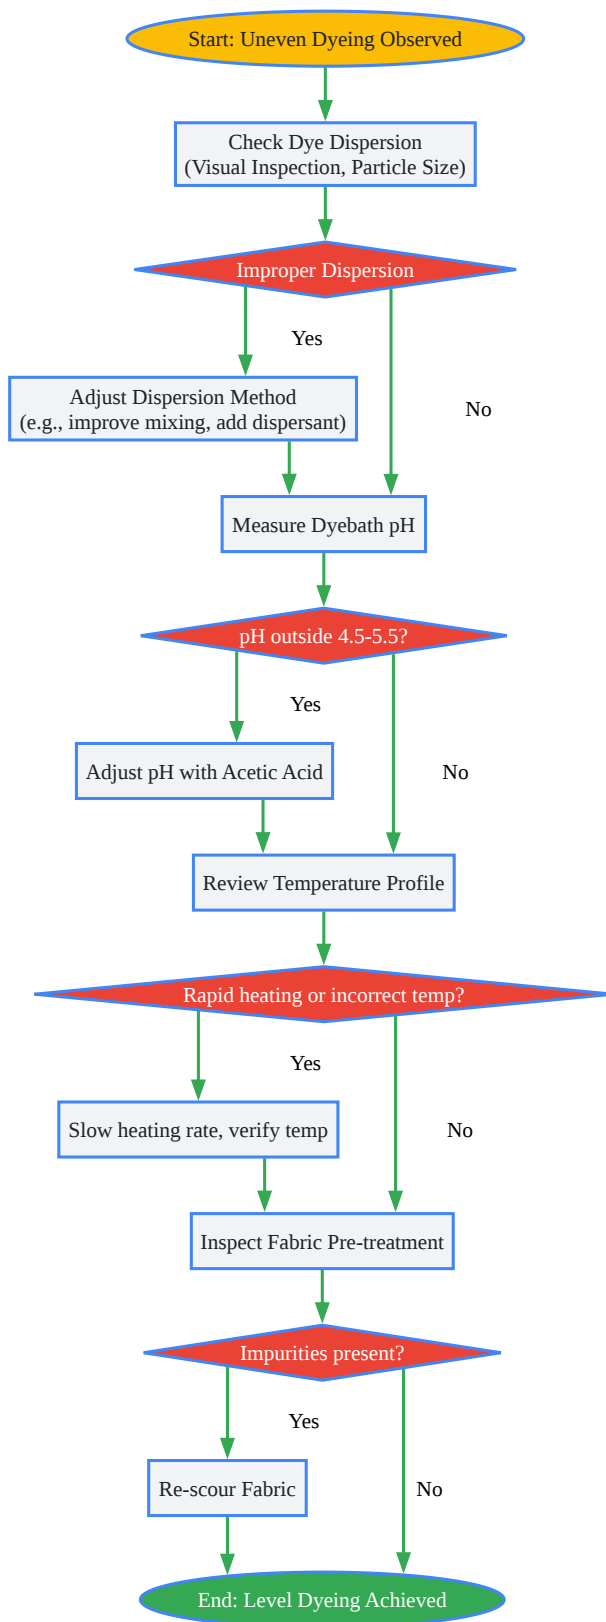 Start: Uneven Dyeing Observed
Check Dye Dispersion
(Visual Inspection, Particle Size)
Improper Dispersion
Yes
Adjust Dispersion Method
(e.g., improve mixing, add dispersant)
No
Measure Dyebath pH
pH outside 4.5-5.5?
Yes
Adjust pH with Acetic Acid
No
Review Temperature Profile
Rapid heating or incorrect temp?
Yes
Slow heating rate, verify temp
No
Inspect Fabric Pre-treatment
Impurities present?
Yes
Re-scour Fabric
No
End: Level Dyeing Achieved